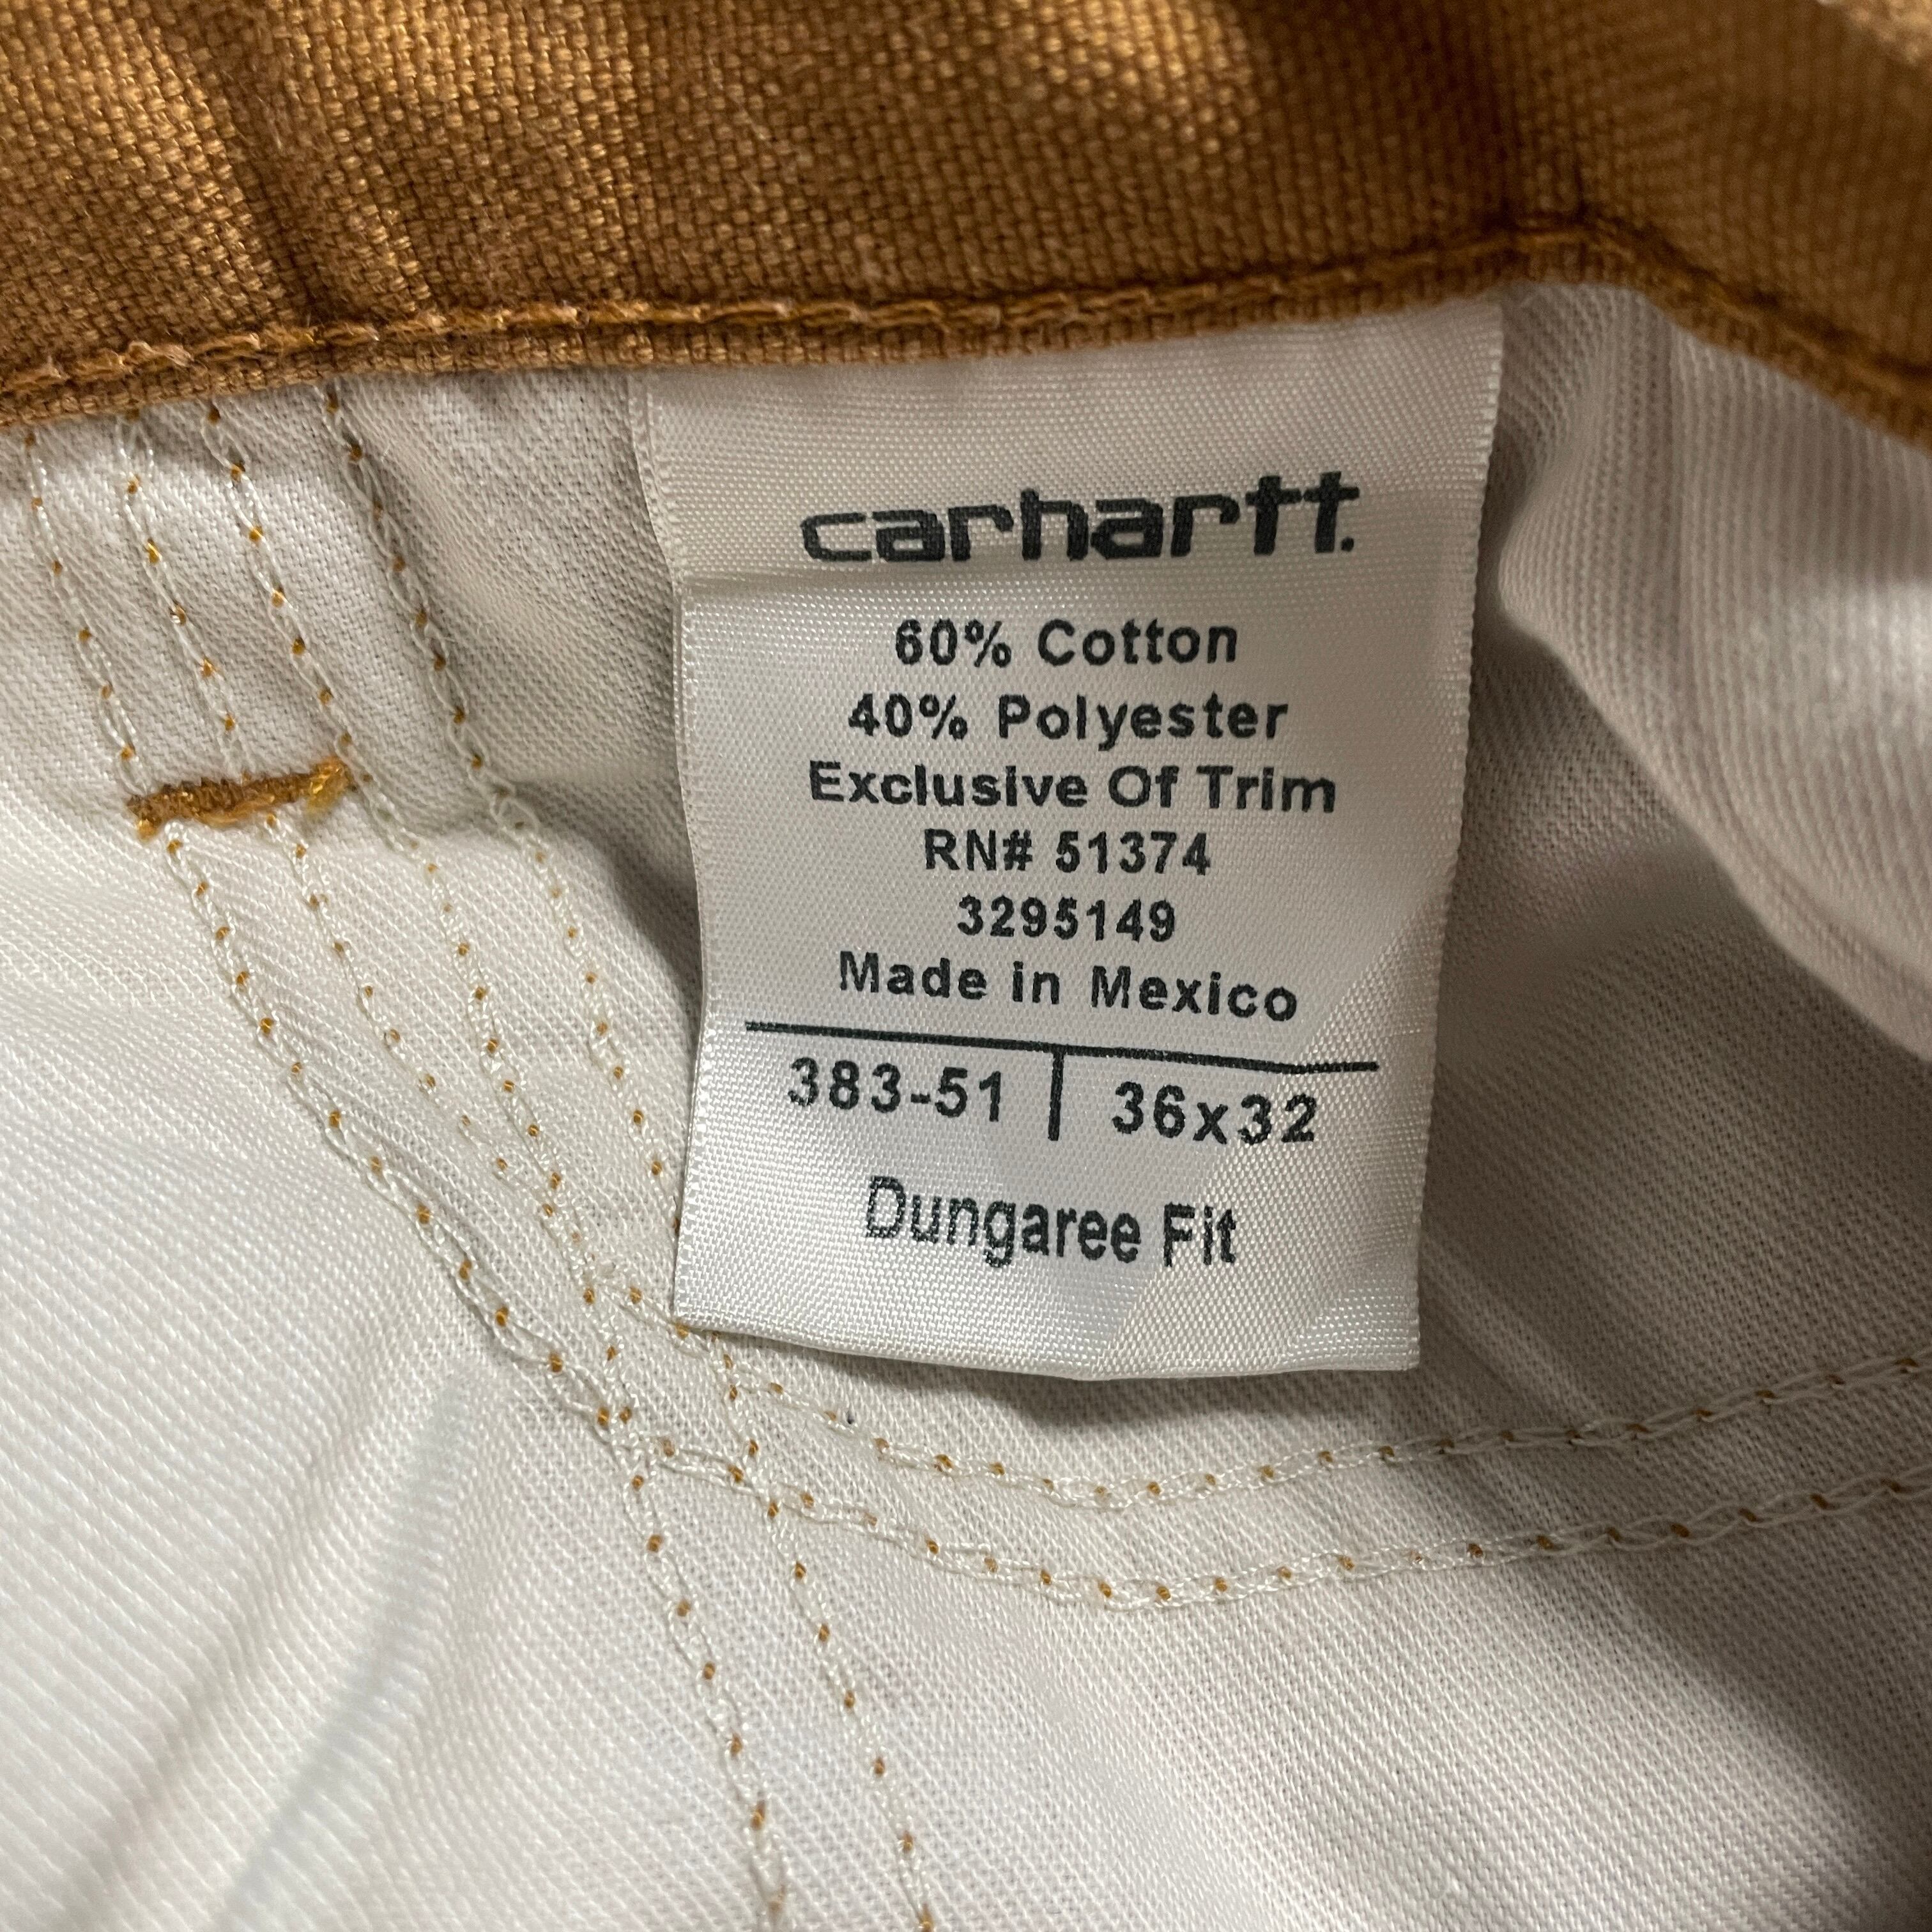 carhartt.
60% Cotton
40% Polyester
Exclusive Of Trim
RN# 51374
3295149
Made in Mexico
383-51 | 36x32
Dungaree Fit